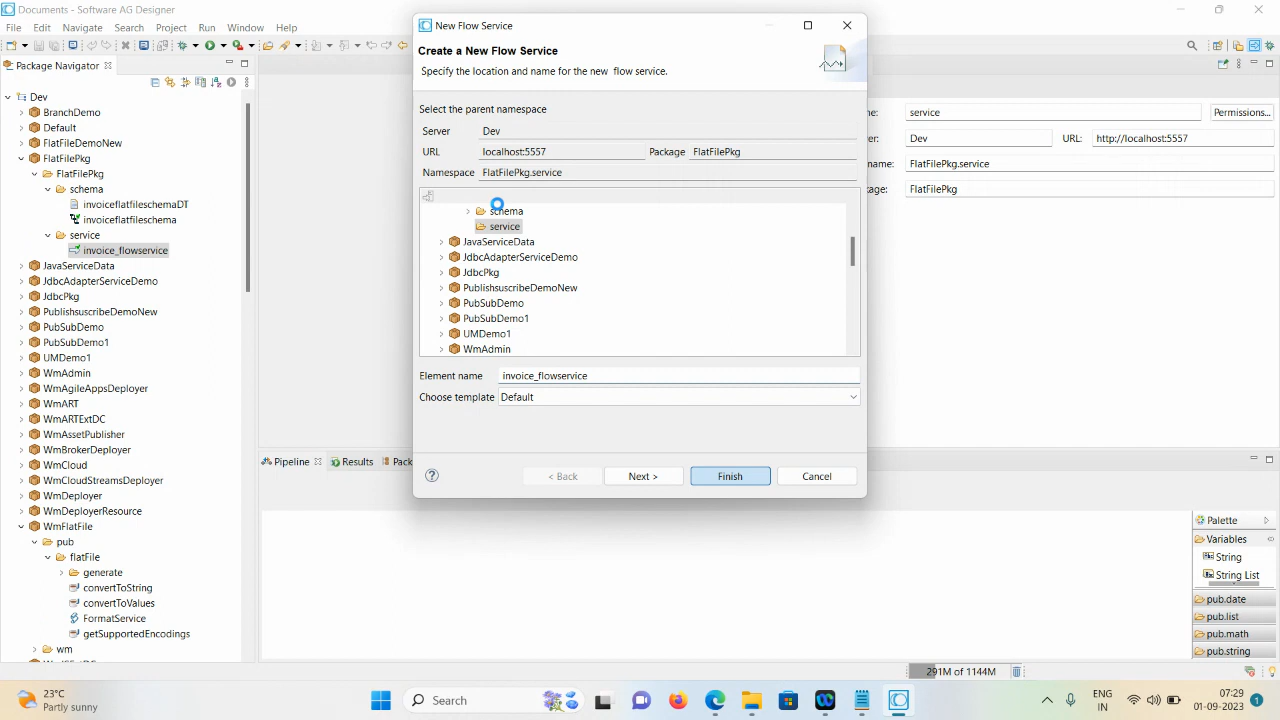 Documents - Software AG Designer
File Edit Navigate Search Project Run Window Help
Package Navigator
Dev
BranchDemo
Default
FlatFileDemoNew
FlatFilePkg
FlatFilePkg
schema
invoiceflatfileschemaDT
invoiceflatfileschema
service
invoice_flowservice
JavaServiceData
JdbcAdapterServiceDemo
JdbcPkg
PublishsuscribeDemoNew
PubSubDemo
PubSubDemo1
UMDemo1
WmAdmin
WmAgileAppsDeployer
WmART
WmARTExtDC
WmAssetPublisher
WmBrokerDeployer
WmCloud
WmCloudStreamsDeployer
WmDeployer
WmDeployerResource
WmFlatFile
pub
flatFile
generate
convertToString
convertToValues
FormatService
getSupportedEncodings
wm
New Flow Service
Create a New Flow Service
Specify the location and name for the new flow service.
Select the parent namespace
Server Dev
URL localhost:5557 Package FlatFilePkg
Namespace FlatFilePkg.service
schema
service
JavaServiceData
JdbcAdapterServiceDemo
JdbcPkg
PublishsuscribeDemoNew
PubSubDemo
PubSubDemo1
UMDemo1
WmAdmin
Element name invoice_flowservice
Choose template Default
< Back Next > Finish Cancel
ne: service Permissions...
er: Dev URL: http://localhost:5557
name: FlatFilePkg.service
kage: FlatFilePkg
Pipeline Results Pack
Palette
Variables
String
String List
pub.date
pub.list
pub.math
pub.string
291M of 1144M
23°C
Partly sunny
Search
ENG
IN
07:29
01-09-2023
1